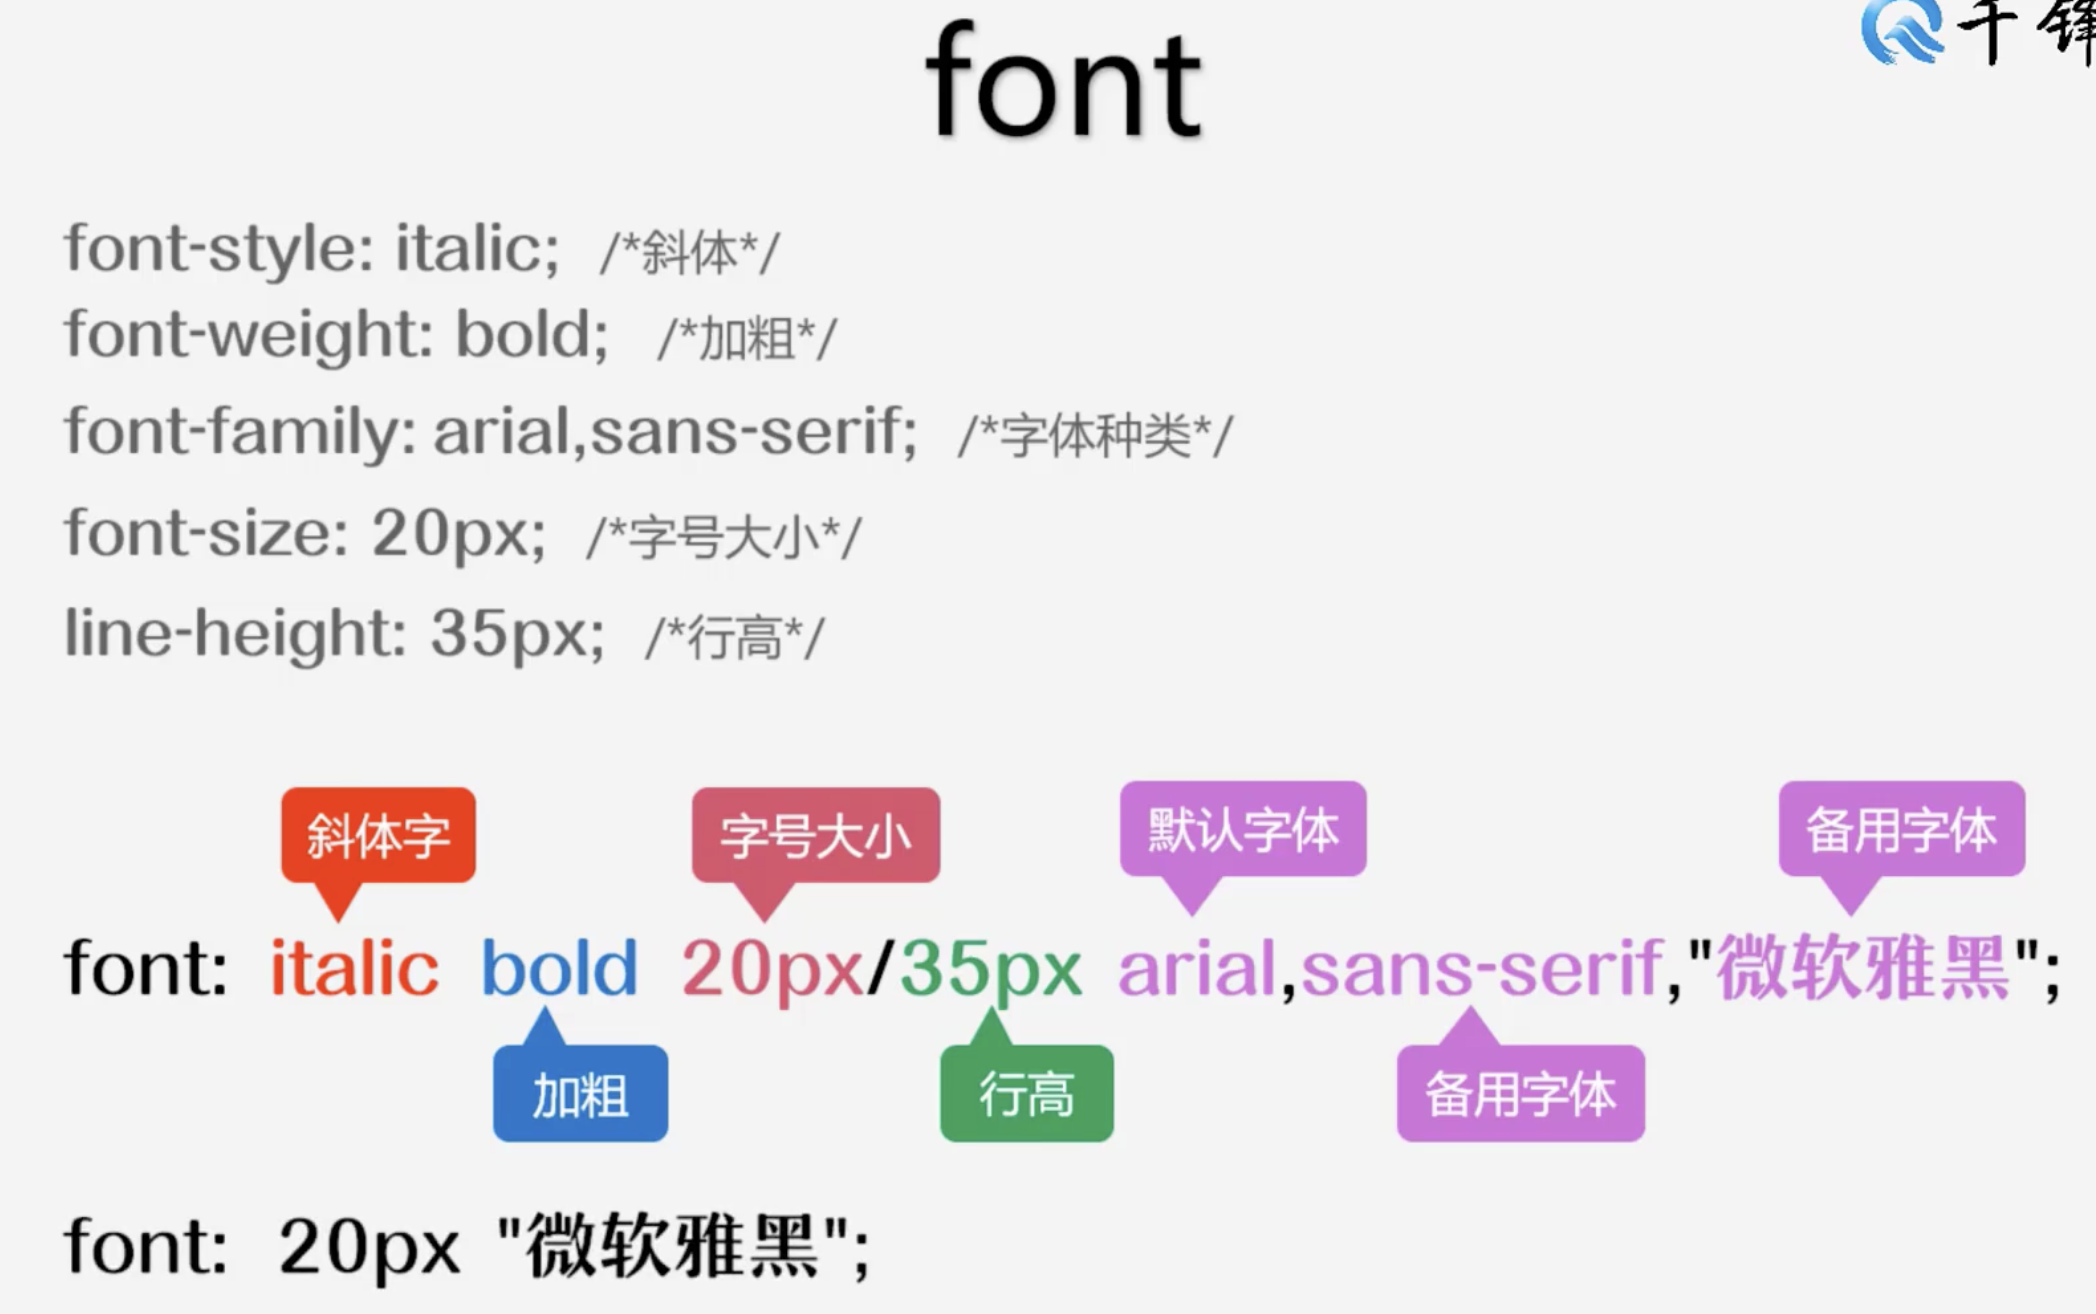 font
千锋
font-style: italic; /*斜体*/
font-weight: bold; /*加粗*/
font-family: arial,sans-serif; /*字体种类*/
font-size: 20px; /*字号大小*/
line-height: 35px; /*行高*/
斜体字 字号大小 默认字体 备用字体
font: italic bold 20px/35px arial,sans-serif,"微软雅黑";
加粗 行高 备用字体
font: 20px "微软雅黑";